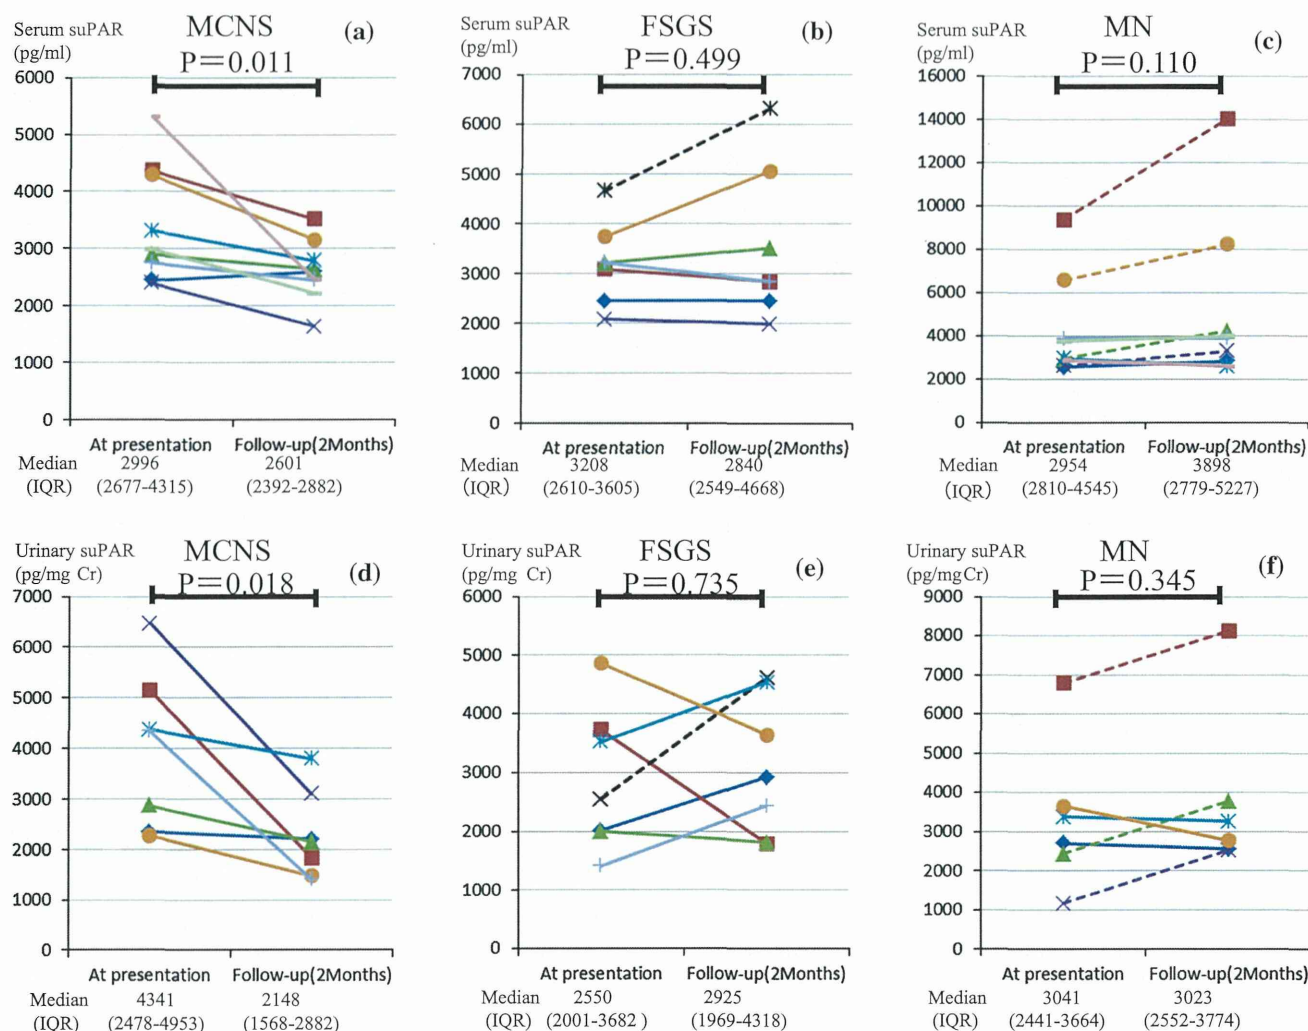 Serum suPAR
(pg/ml)
MCNS
(a)
P=0.011
6000
5000
4000
3000
2000
1000
0
At presentation Follow-up(2Months)
Median 2996 2601
(IQR) (2677-4315) (2392-2882)
Serum suPAR
(pg/ml)
FSGS
(b)
P=0.499
7000
6000
5000
4000
3000
2000
1000
0
At presentation Follow-up(2Months)
Median 3208 2840
(IQR) (2610-3605) (2549-4668)
Serum suPAR
(pg/ml)
MN
(c)
P=0.110
16000
14000
12000
10000
8000
6000
4000
2000
0
At presentation Follow-up(2Months)
Median 2954 3898
(IQR) (2810-4545) (2779-5227)
Urinary suPAR
(pg/mg Cr)
MCNS
(d)
P=0.018
7000
6000
5000
4000
3000
2000
1000
0
At presentation Follow-up(2Months)
Median 4341 2148
(IQR) (2478-4953) (1568-2882)
Urinary suPAR
(pg/mg Cr)
FSGS
(e)
P=0.735
6000
5000
4000
3000
2000
1000
0
At presentation Follow-up(2Months)
Median 2550 2925
(IQR) (2001-3682 ) (1969-4318)
Urinary suPAR
(pg/mgCr)
MN
(f)
P=0.345
9000
8000
7000
6000
5000
4000
3000
2000
1000
0
At presentation Follow-up(2Months)
Median 3041 3023
(IQR) (2441-3664) (2552-3774)